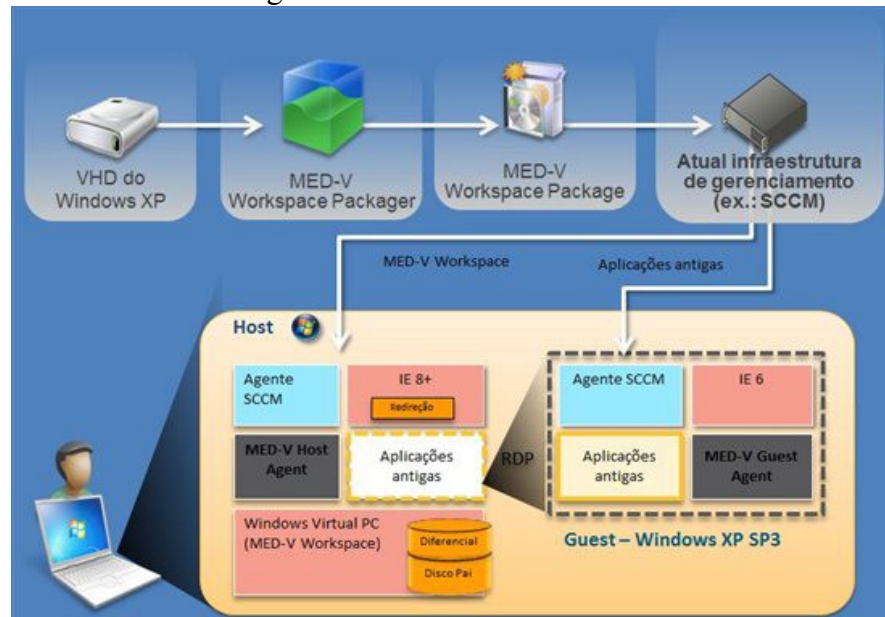 VHD do
Windows XP
MED-V
Workspace Packager
MED-V
Workspace Package
Atual infraestrutura
de gerenciamento
(ex.: SCCM)
MED-V Workspace
Aplicações antigas
Host
Agente
SCCM
IE 8+
Redireção
MED-V Host
Agent
Aplicações
antigas
Windows Virtual PC
(MED-V Workspace)
Diferencial
Disco Pai
RDP
Agente SCCM
IE 6
Aplicações
antigas
MED-V Guest
Agent
Guest – Windows XP SP3